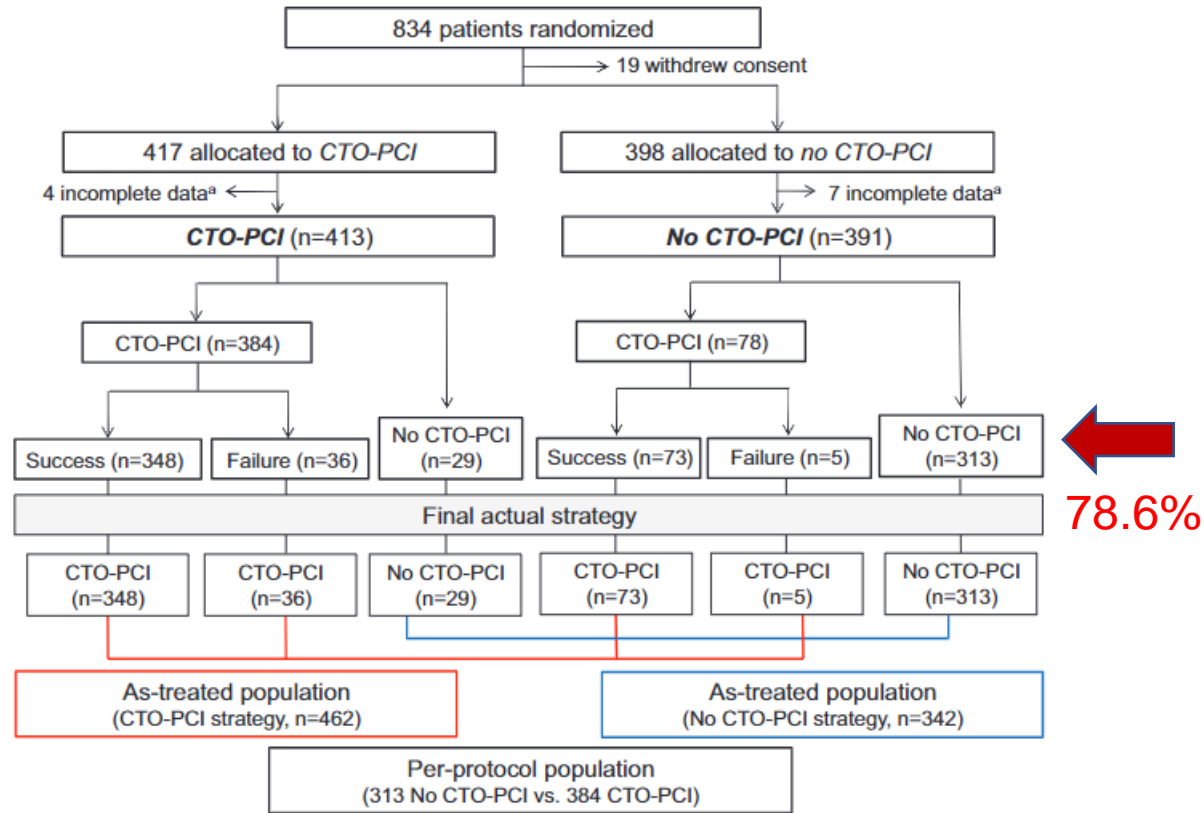 834 patients randomized
19 withdrew consent
417 allocated to CTO-PCI
398 allocated to no CTO-PCI
4 incomplete dataᵃ
7 incomplete dataᵃ
CTO-PCI (n=413)
No CTO-PCI (n=391)
CTO-PCI (n=384)
CTO-PCI (n=78)
Success (n=348)
Failure (n=36)
No CTO-PCI
(n=29)
Success (n=73)
Failure (n=5)
No CTO-PCI
(n=313)
78.6%
Final actual strategy
CTO-PCI
(n=348)
CTO-PCI
(n=36)
No CTO-PCI
(n=29)
CTO-PCI
(n=73)
CTO-PCI
(n=5)
No CTO-PCI
(n=313)
As-treated population
(CTO-PCI strategy, n=462)
As-treated population
(No CTO-PCI strategy, n=342)
Per-protocol population
(313 No CTO-PCI vs. 384 CTO-PCI)